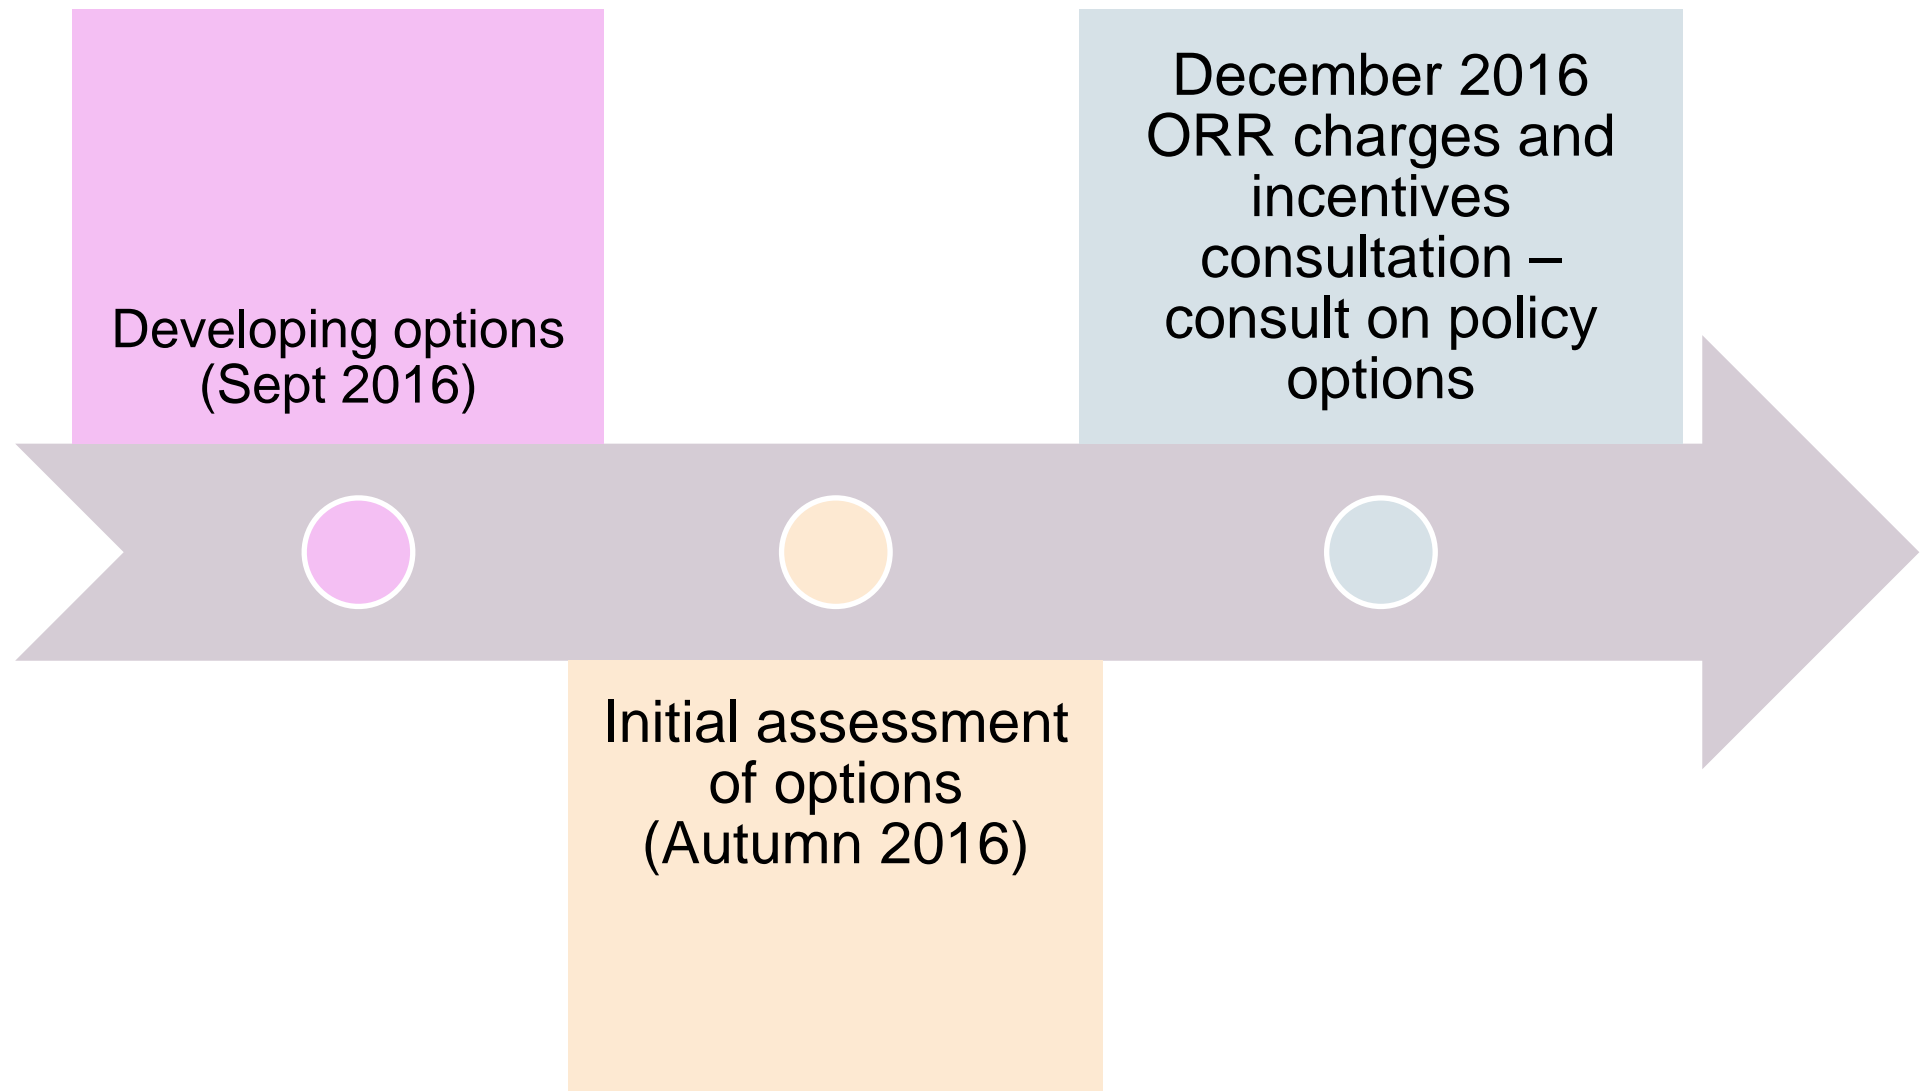 Developing options
(Sept 2016)
Initial assessment
of options
(Autumn 2016)
December 2016
ORR charges and
incentives
consultation –
consult on policy
options